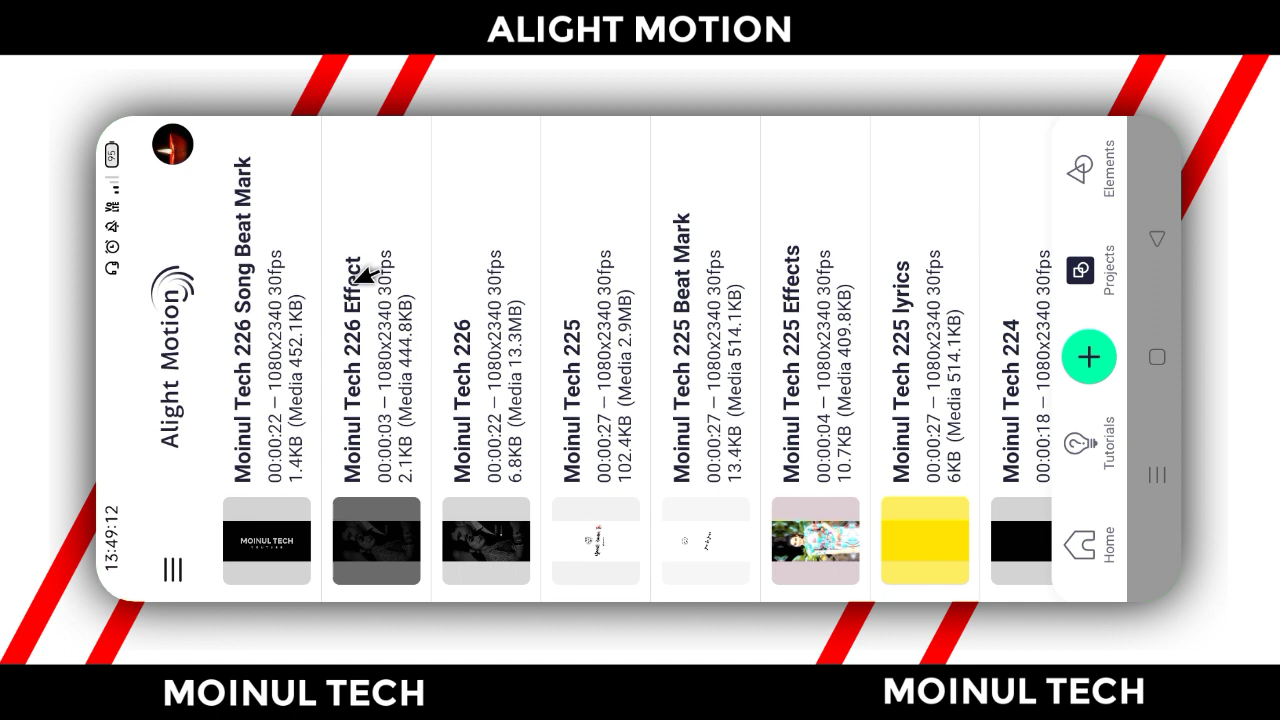 ALIGHT MOTION
13:49:12
VO LTE
95
Alight Motion
MOINUL TECH
Moinul Tech 226 Song Beat Mark
00:00:22 — 1080x2340 30fps
1.4KB (Media 452.1KB)
Moinul Tech 226 Effect
00:00:03 — 1080x2340 30fps
2.1KB (Media 444.8KB)
Moinul Tech 226
00:00:22 — 1080x2340 30fps
6.8KB (Media 13.3MB)
Moinul Tech 225
00:00:27 — 1080x2340 30fps
102.4KB (Media 2.9MB)
Moinul Tech 225 Beat Mark
00:00:27 — 1080x2340 30fps
13.4KB (Media 514.1KB)
Moinul Tech 225 Effects
00:00:04 — 1080x2340 30fps
10.7KB (Media 409.8KB)
Moinul Tech 225 lyrics
00:00:27 — 1080x2340 30fps
6KB (Media 514.1KB)
Moinul Tech 224
00:00:18 — 1080x2340 30fps
Home
Tutorials
Projects
Elements
MOINUL TECH
MOINUL TECH